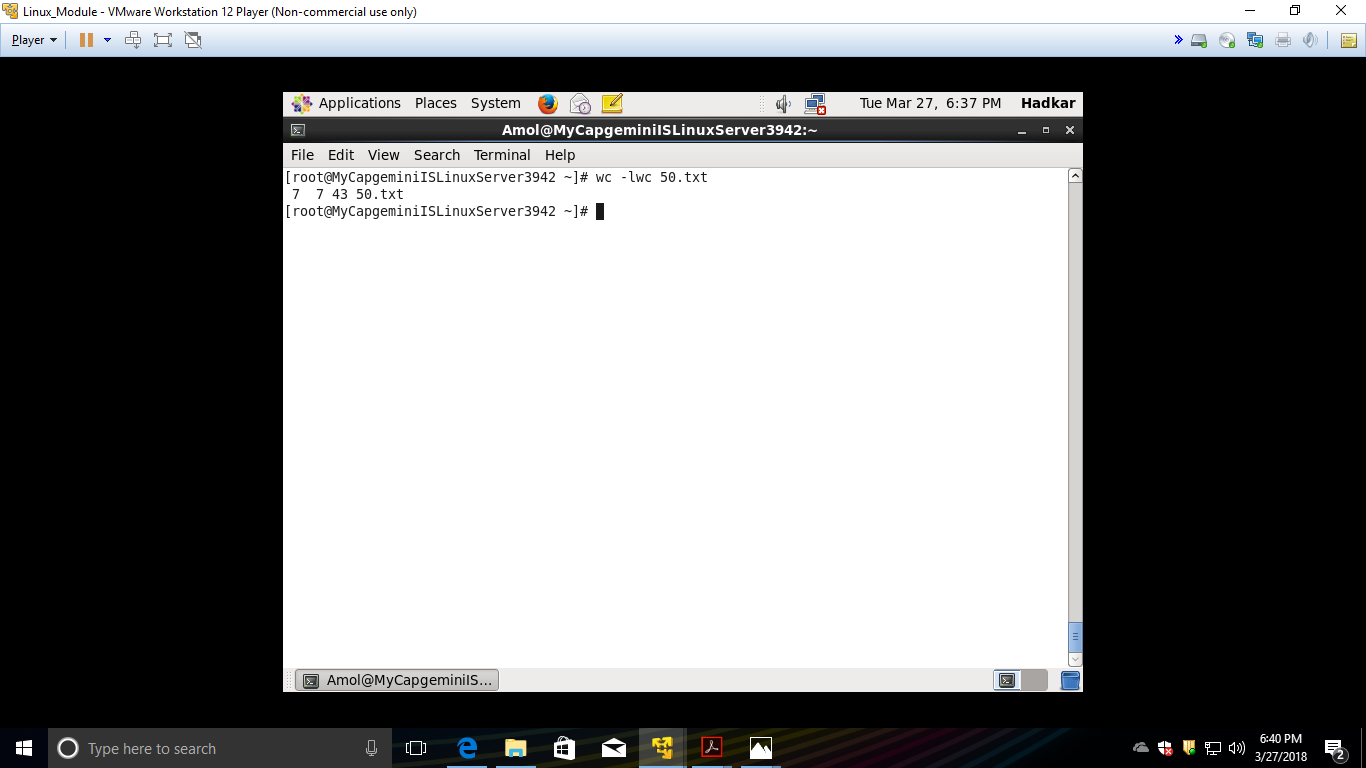 Linux_Module - VMware Workstation 12 Player (Non-commercial use only)
Player
Applications Places System Tue Mar 27, 6:37 PM Hadkar
Amol@MyCapgeminiISLinuxServer3942:~
File Edit View Search Terminal Help
[root@MyCapgeminiISLinuxServer3942 ~]# wc -lwc 50.txt
 7  7 43 50.txt
[root@MyCapgeminiISLinuxServer3942 ~]#
Amol@MyCapgeminiIS...
Type here to search
6:40 PM
3/27/2018
2